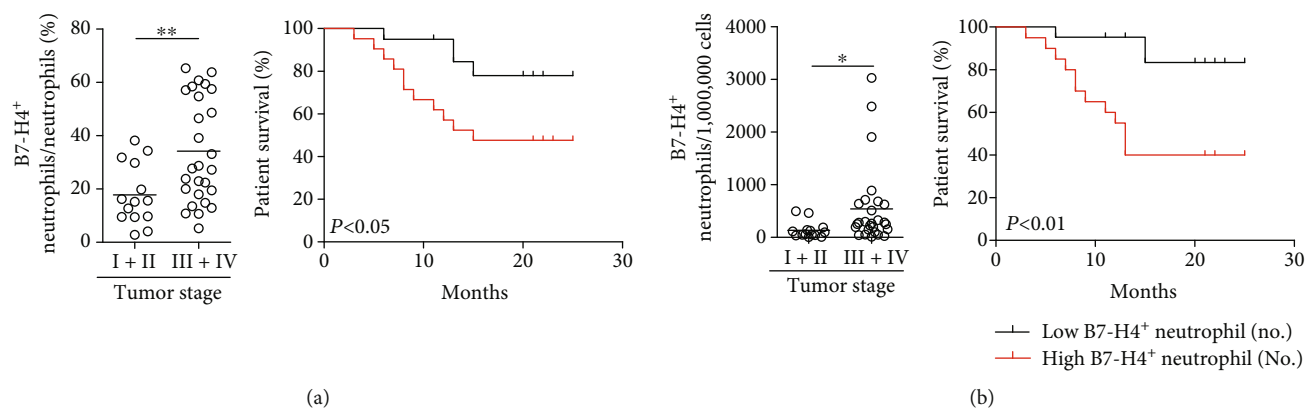 B7-H4+
neutrophils/neutrophils (%)
80
60
40
20
0
**
I + II III + IV
Tumor stage
Patient survival (%)
100
80
60
40
20
0
P<0.05
0 10 20 30
Months
(a)
B7-H4+
neutrophils/1,000,000 cells
4000
3000
2000
1000
0
*
I + II III + IV
Tumor stage
Patient survival (%)
100
80
60
40
20
0
P<0.01
0 10 20 30
Months
Low B7-H4+ neutrophil (no.)
High B7-H4+ neutrophil (No.)
(b)